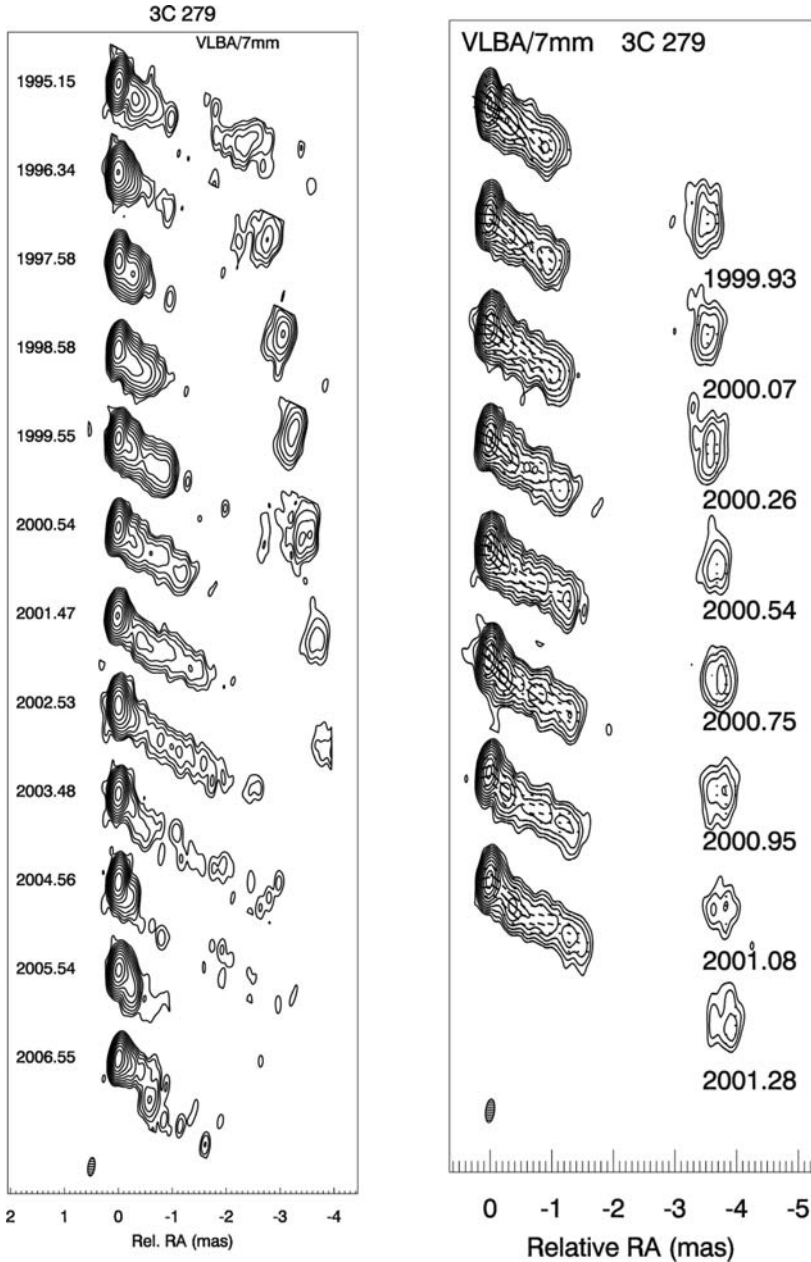 3C 279
VLBA/7mm
1995.15
1996.34
1997.58
1998.58
1999.55
2000.54
2001.47
2002.53
2003.48
2004.56
2005.54
2006.55
2 1 0 -1 -2 -3 -4
Rel. RA (mas)
VLBA/7mm 3C 279
1999.93
2000.07
2000.26
2000.54
2000.75
2000.95
2001.08
2001.28
0 -1 -2 -3 -4 -5
Relative RA (mas)